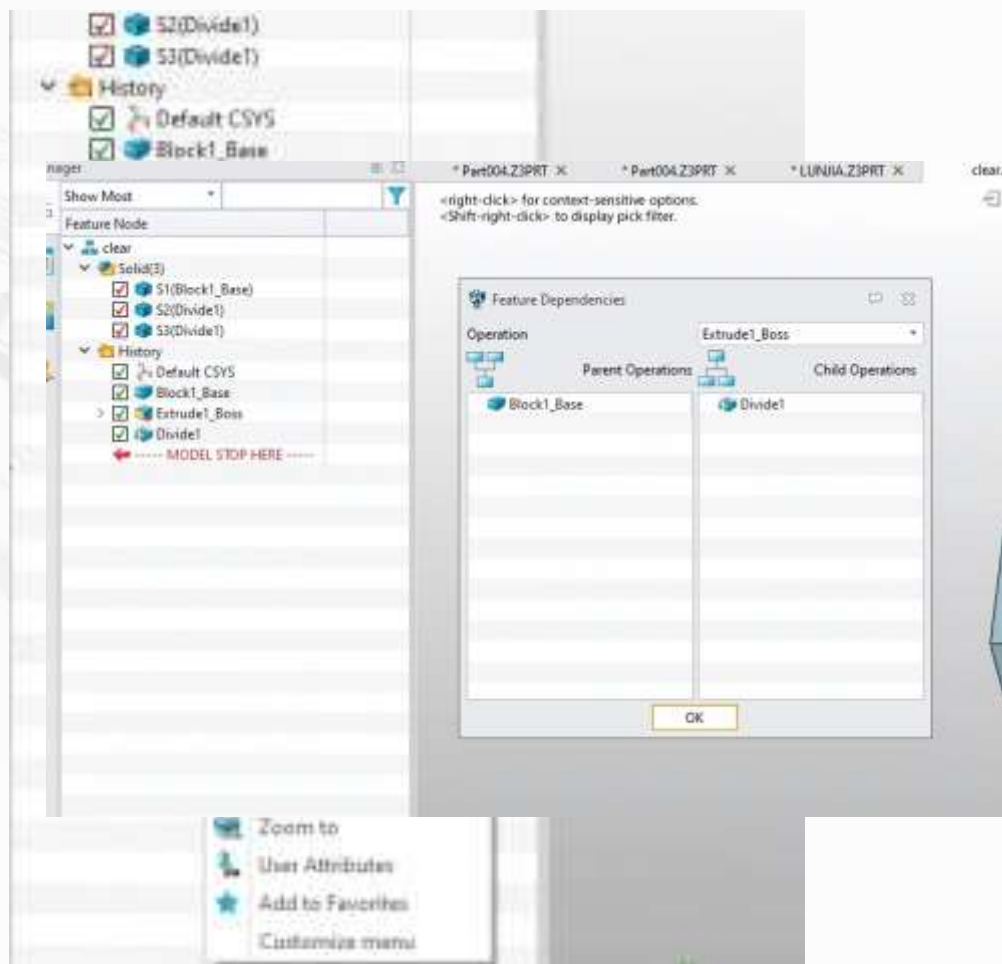 S2(Divide1)
S3(Divide1)
History
Default CSYS
Block1_Base
nager
* Part004.Z3PRT ×
* Part004.Z3PRT ×
* LUNJIA.Z3PRT ×
clear.
Show Most
<right-click> for context-sensitive options.
<Shift-right-click> to display pick filter.
Feature Node
clear
Solid(3)
S1(Block1_Base)
S2(Divide1)
S3(Divide1)
History
Default CSYS
Block1_Base
Extrude1_Boss
Divide1
----- MODEL STOP HERE -----
Feature Dependencies
Operation
Extrude1_Boss
Parent Operations
Child Operations
Block1_Base
Divide1
OK
Zoom to
User Attributes
Add to Favorites
Customize menu